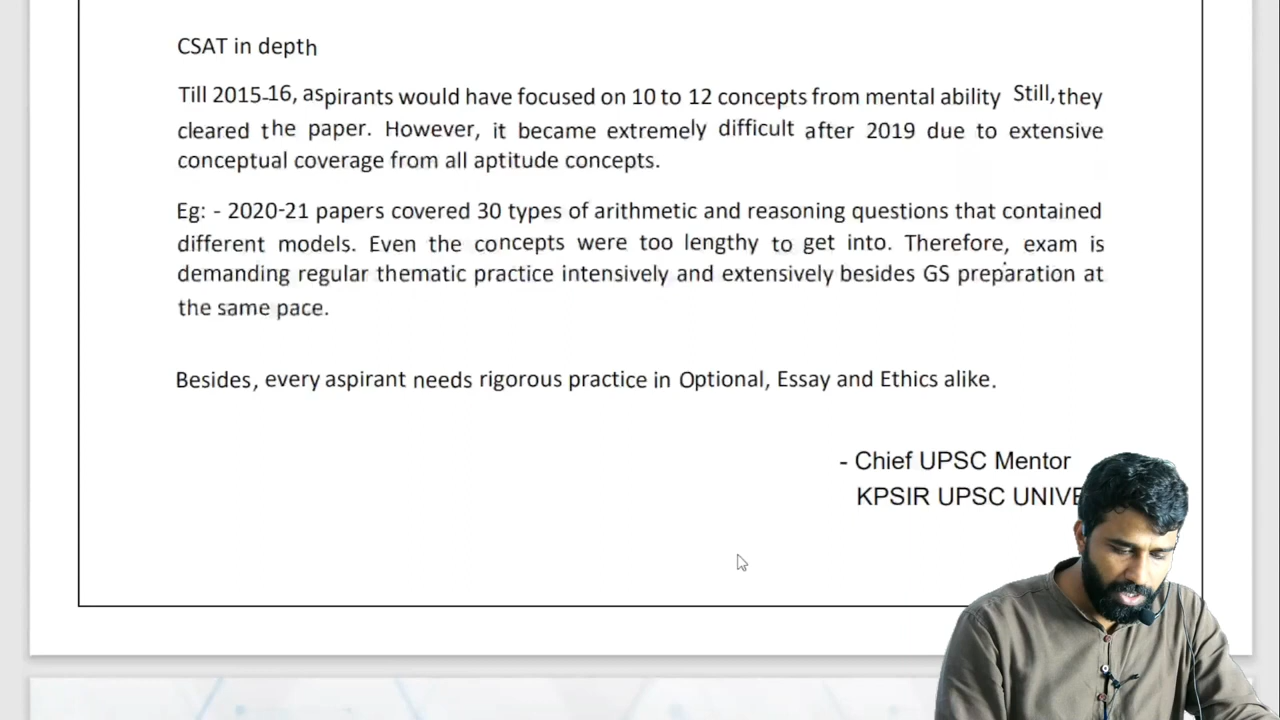 CSAT in depth
Till 2015-16, aspirants would have focused on 10 to 12 concepts from mental ability Still, they
cleared the paper. However, it became extremely difficult after 2019 due to extensive
conceptual coverage from all aptitude concepts.
Eg: - 2020-21 papers covered 30 types of arithmetic and reasoning questions that contained
different models. Even the concepts were too lengthy to get into. Therefore, exam is
demanding regular thematic practice intensively and extensively besides GS preparation at
the same pace.
Besides, every aspirant needs rigorous practice in Optional, Essay and Ethics alike.
- Chief UPSC Mentor
KPSIR UPSC